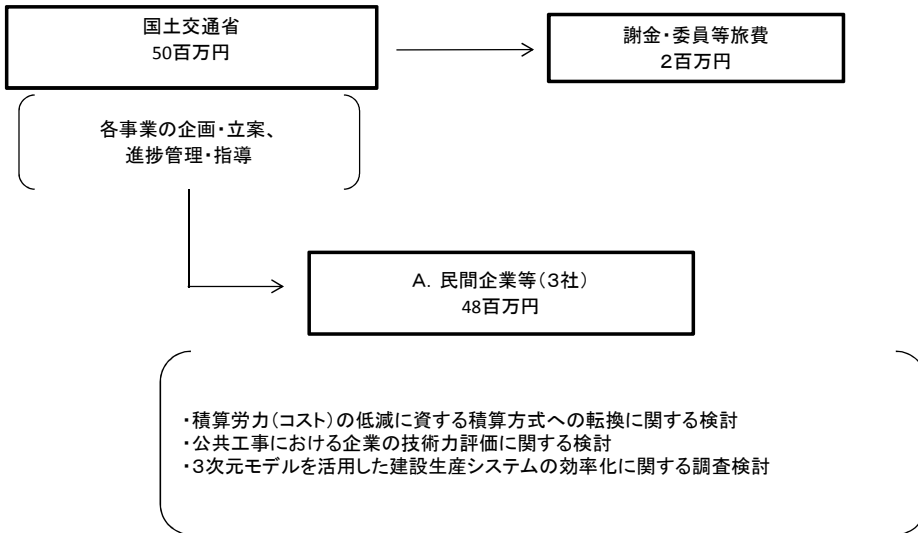 国土交通省
50百万円
謝金・委員等旅費
２百万円
各事業の企画・立案、
進捗管理・指導
Ａ．民間企業等（３社）
48百万円
・積算労力（コスト）の低減に資する積算方式への転換に関する検討
・公共工事における企業の技術力評価に関する検討
・３次元モデルを活用した建設生産システムの効率化に関する調査検討